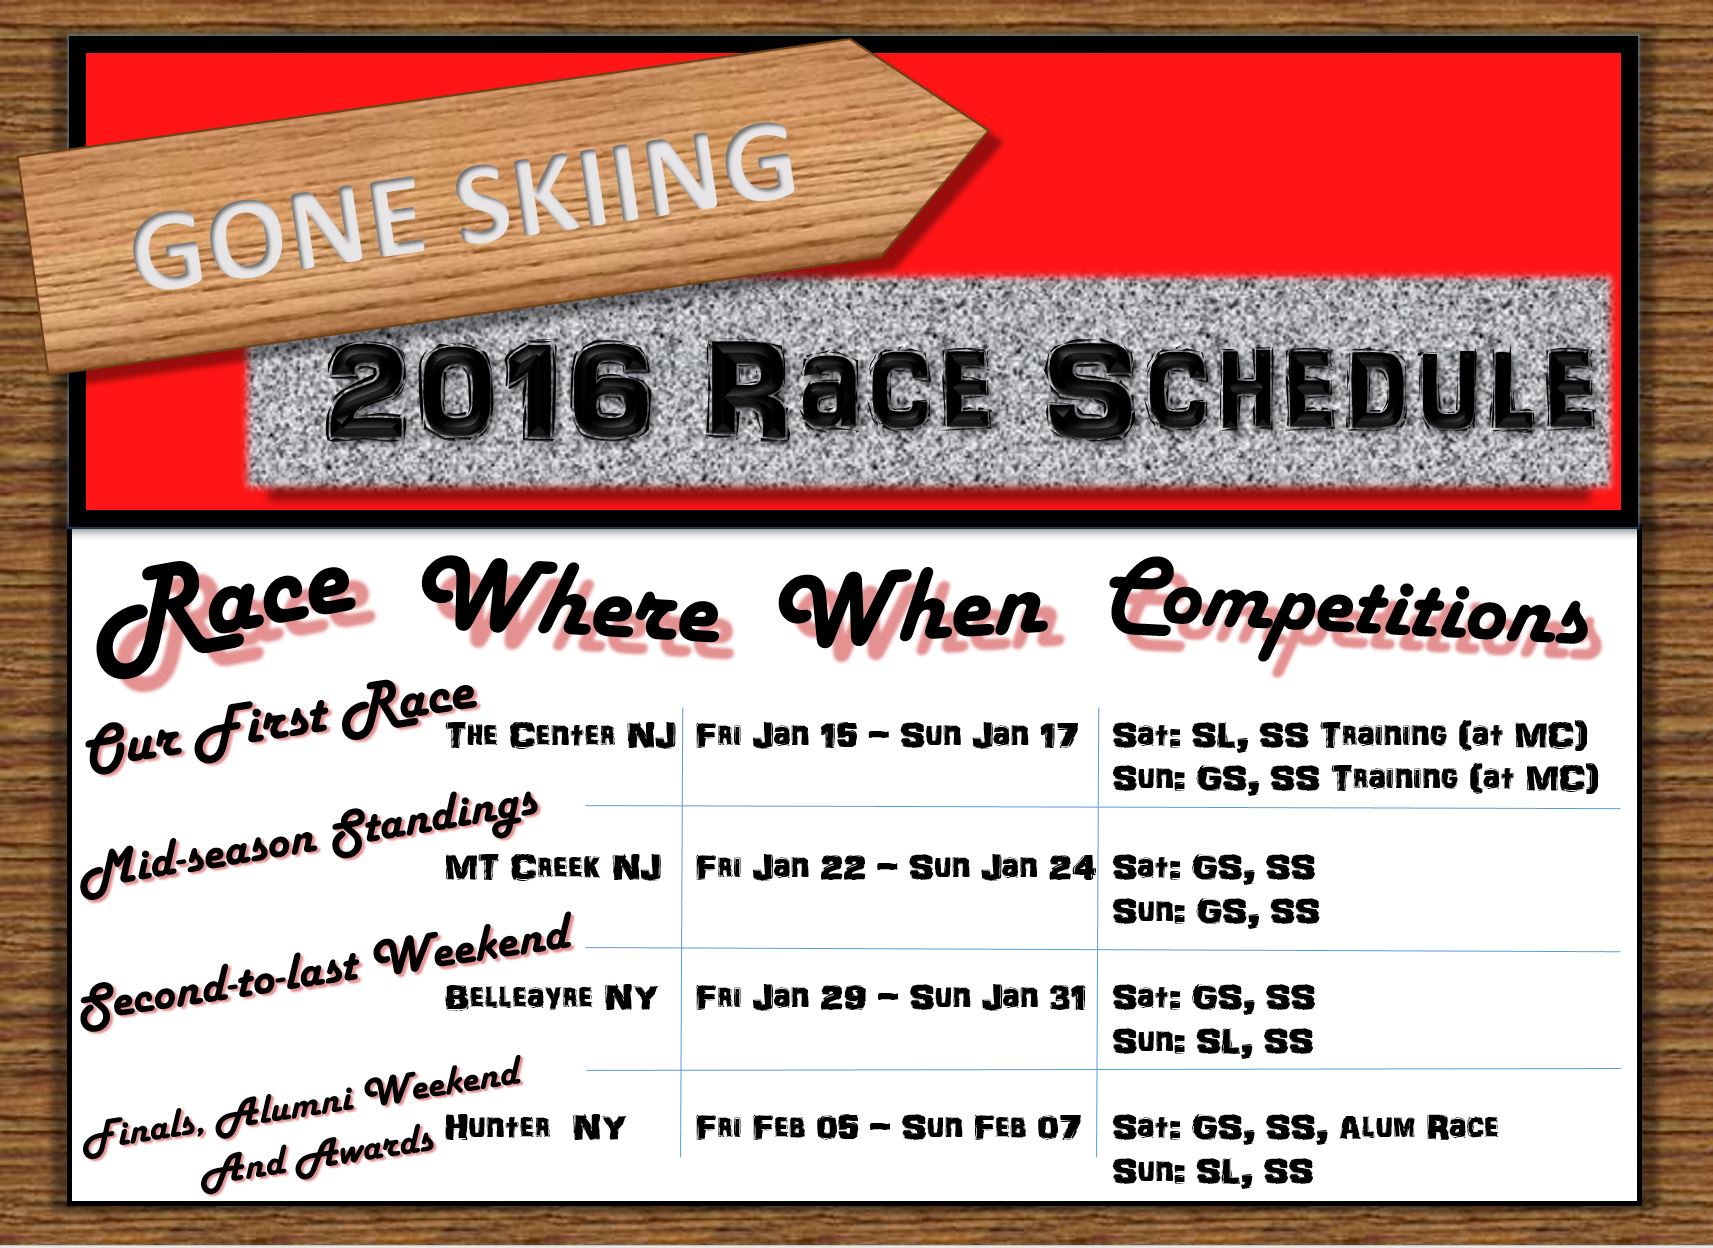 GONE SKIING
2016 Race Schedule
Race Where When Competitions
Our First Race
The Center NJ Fri Jan 15 ~ Sun Jan 17 Sat: SL, SS Training (at MC)
Sun: GS, SS Training (at MC)
Mid-season Standings
MT Creek NJ Fri Jan 22 ~ Sun Jan 24 Sat: GS, SS
Sun: GS, SS
Second-to-last Weekend
Belleayre NY Fri Jan 29 ~ Sun Jan 31 Sat: GS, SS
Sun: SL, SS
Finals, Alumni Weekend
And Awards
Hunter NY Fri Feb 05 ~ Sun Feb 07 Sat: GS, SS, Alum Race
Sun: SL, SS